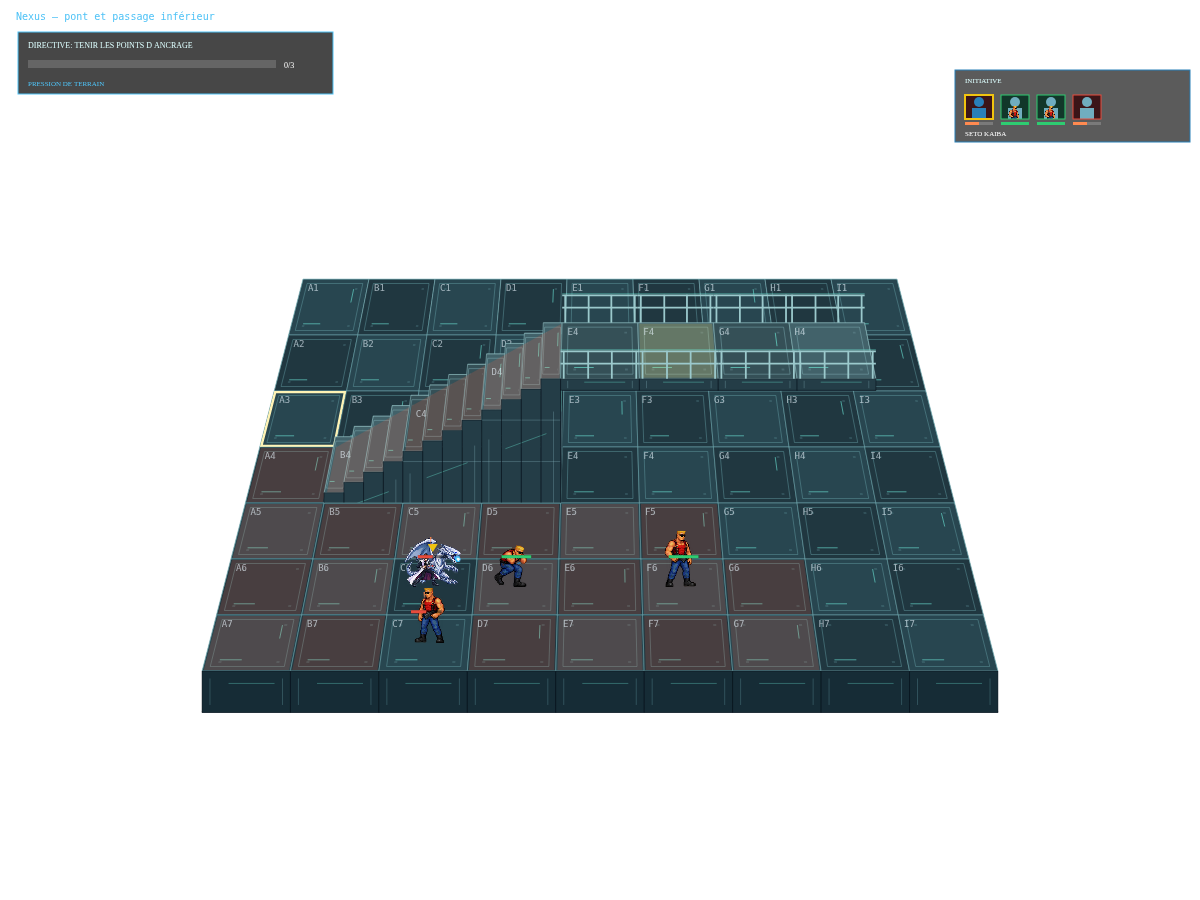 Nexus — pont et passage inférieur
DIRECTIVE: TENIR LES POINTS D ANCRAGE
0/3
PRESSION DE TERRAIN
INITIATIVE
SETO KAIBA
A1 B1 C1 D1 E1 F1 G1 H1 I1
A2 B2 C2 E4 F4 G4 H4
D4
A3 B3 C4 E3 F3 G3 H3 I3
A4 B4 E4 F4 G4 H4 I4
A5 B5 C5 D5 E5 F5 G5 H5 I5
A6 B6 D6 E6 F6 G6 H6 I6
A7 B7 C7 D7 E7 F7 G7 H7 I7